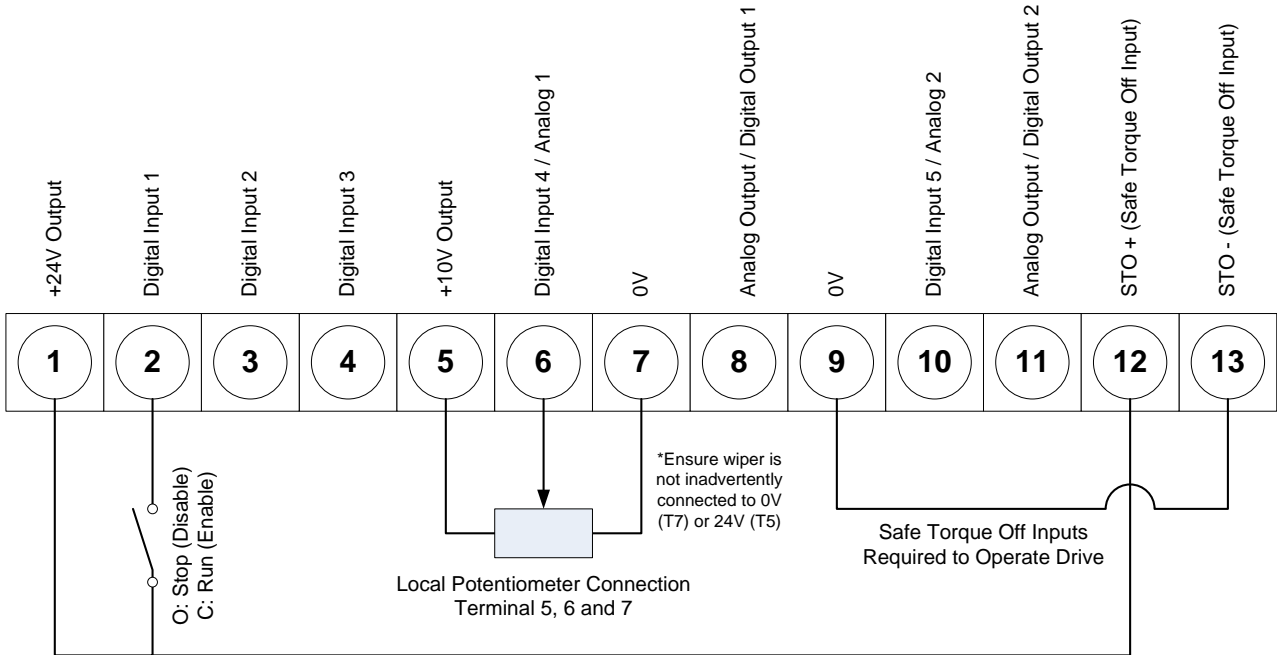 +24V Output
Digital Input 1
Digital Input 2
Digital Input 3
+10V Output
Digital Input 4 / Analog 1
0V
Analog Output / Digital Output 1
0V
Digital Input 5 / Analog 2
Analog Output / Digital Output 2
STO + (Safe Torque Off Input)
STO - (Safe Torque Off Input)
1 2 3 4 5 6 7 8 9 10 11 12 13
O: Stop (Disable)
C: Run (Enable)
*Ensure wiper is
not inadvertently
connected to 0V
(T7) or 24V (T5)
Local Potentiometer Connection
Terminal 5, 6 and 7
Safe Torque Off Inputs
Required to Operate Drive